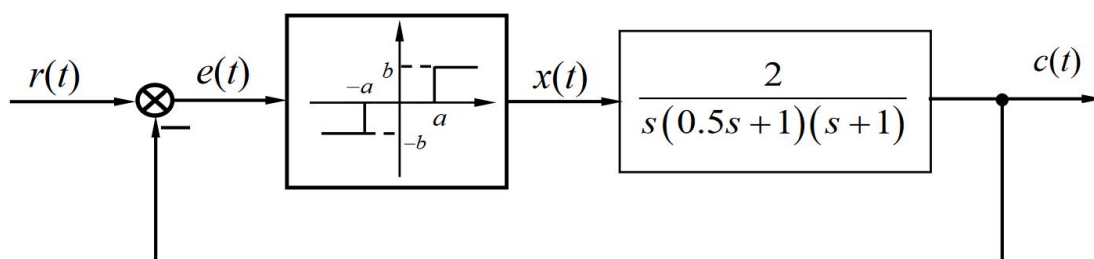 r(t)
e(t)
b
−a
a
−b
x(t)
2
s(0.5s+1)(s+1)
c(t)